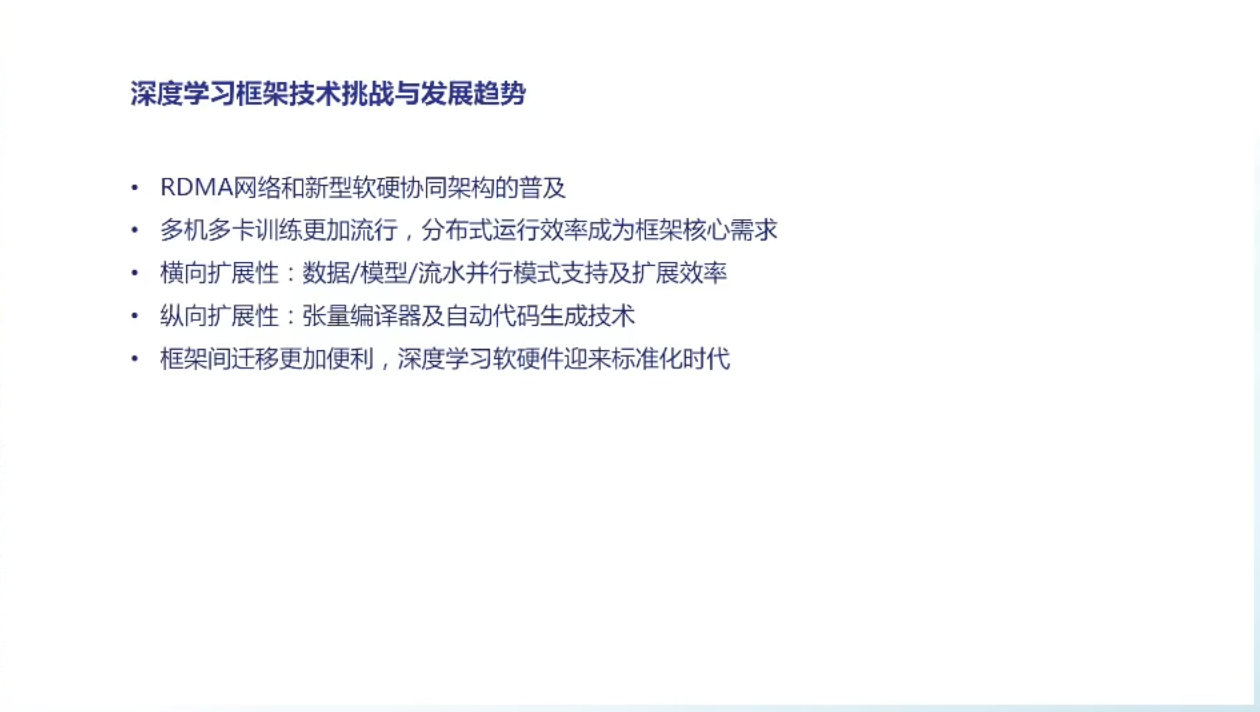 深度学习框架技术挑战与发展趋势
• RDMA网络和新型软硬协同架构的普及
• 多机多卡训练更加流行，分布式运行效率成为框架核心需求
• 横向扩展性：数据/模型/流水并行模式支持及扩展效率
• 纵向扩展性：张量编译器及自动代码生成技术
• 框架间迁移更加便利，深度学习软硬件迎来标准化时代